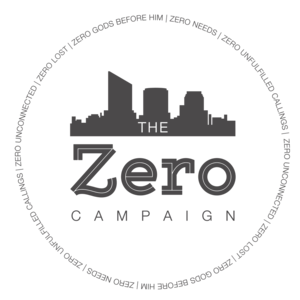 ZERO UNCONNECTED | ZERO LOST | ZERO GODS BEFORE HIM | ZERO NEEDS | ZERO UNFULFILLED CALLINGS | ZERO UNCONNECTED | ZERO LOST | ZERO GODS BEFORE HIM | ZERO NEEDS | ZERO UNFULFILLED CALLINGS |
THE
Zero
CAMPAIGN